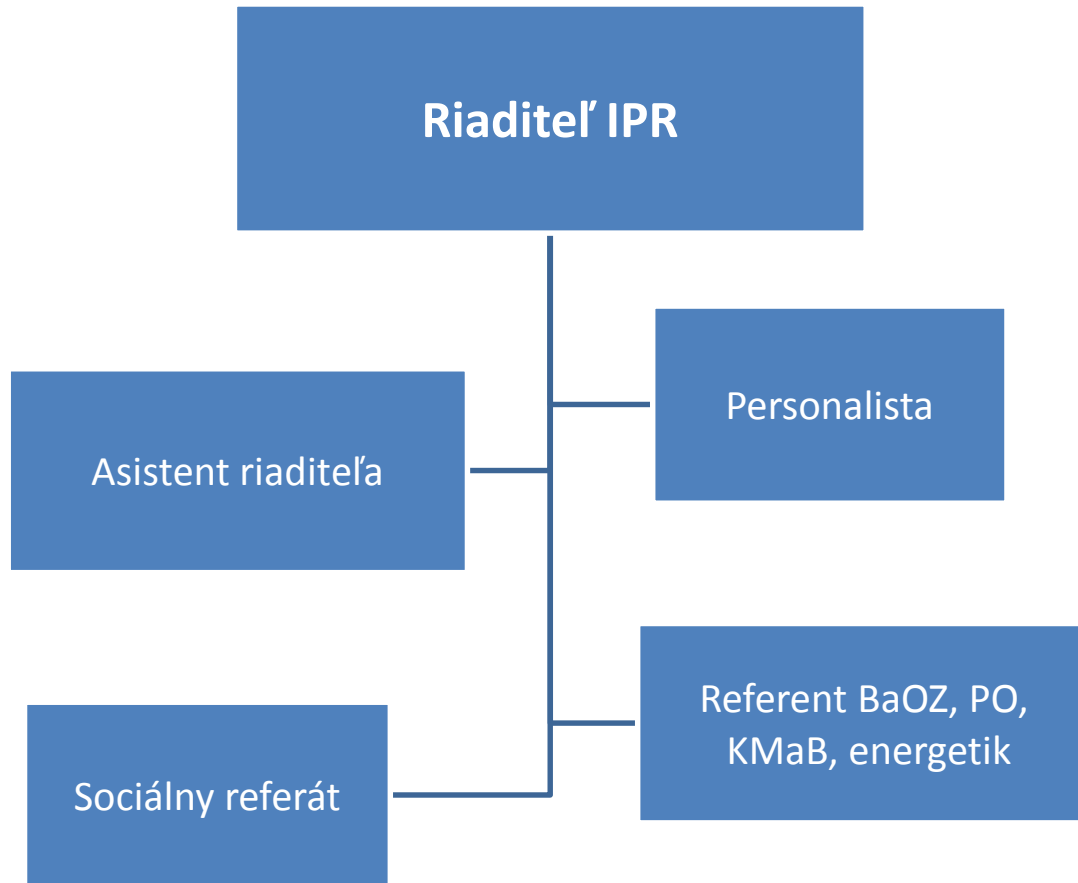 Riaditeľ IPR
Personalista
Asistent riaditeľa
Referent BaOZ, PO,
KMaB, energetik
Sociálny referát